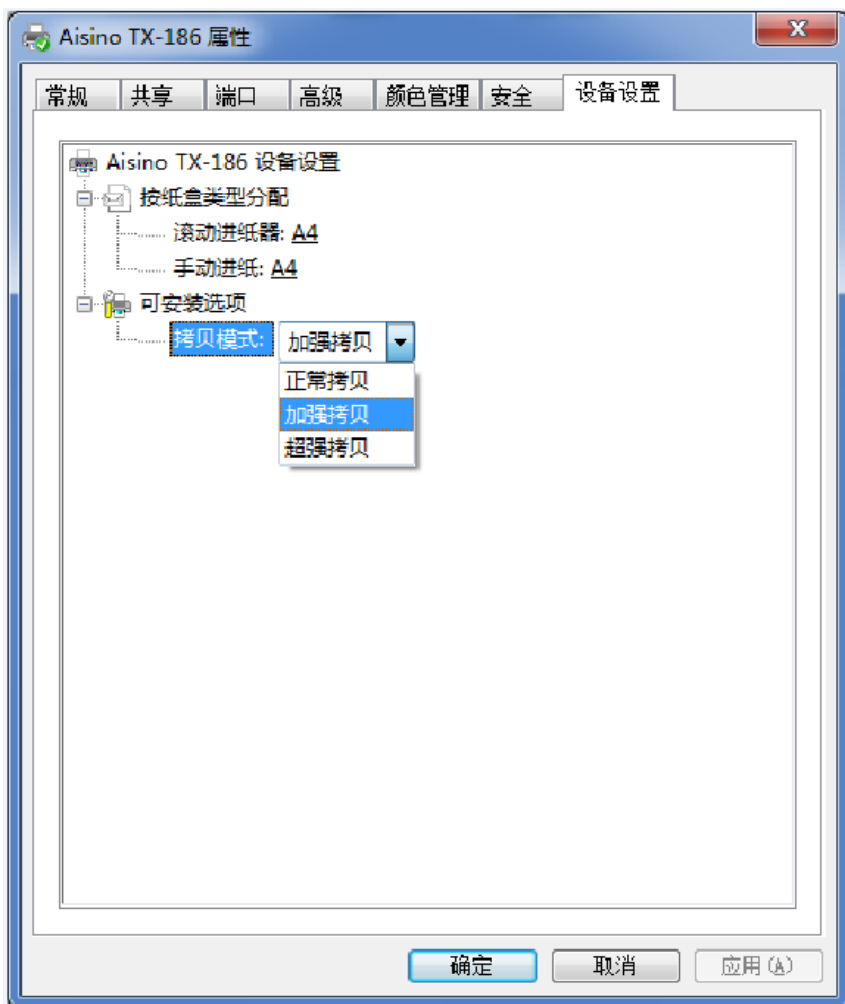 Aisino TX-186 属性
常规 共享 端口 高级 颜色管理 安全 设备设置
Aisino TX-186 设备设置
按纸盒类型分配
滚动进纸器: A4
手动进纸: A4
可安装选项
拷贝模式: 加强拷贝
正常拷贝
加强拷贝
超强拷贝
确定 取消 应用(A)